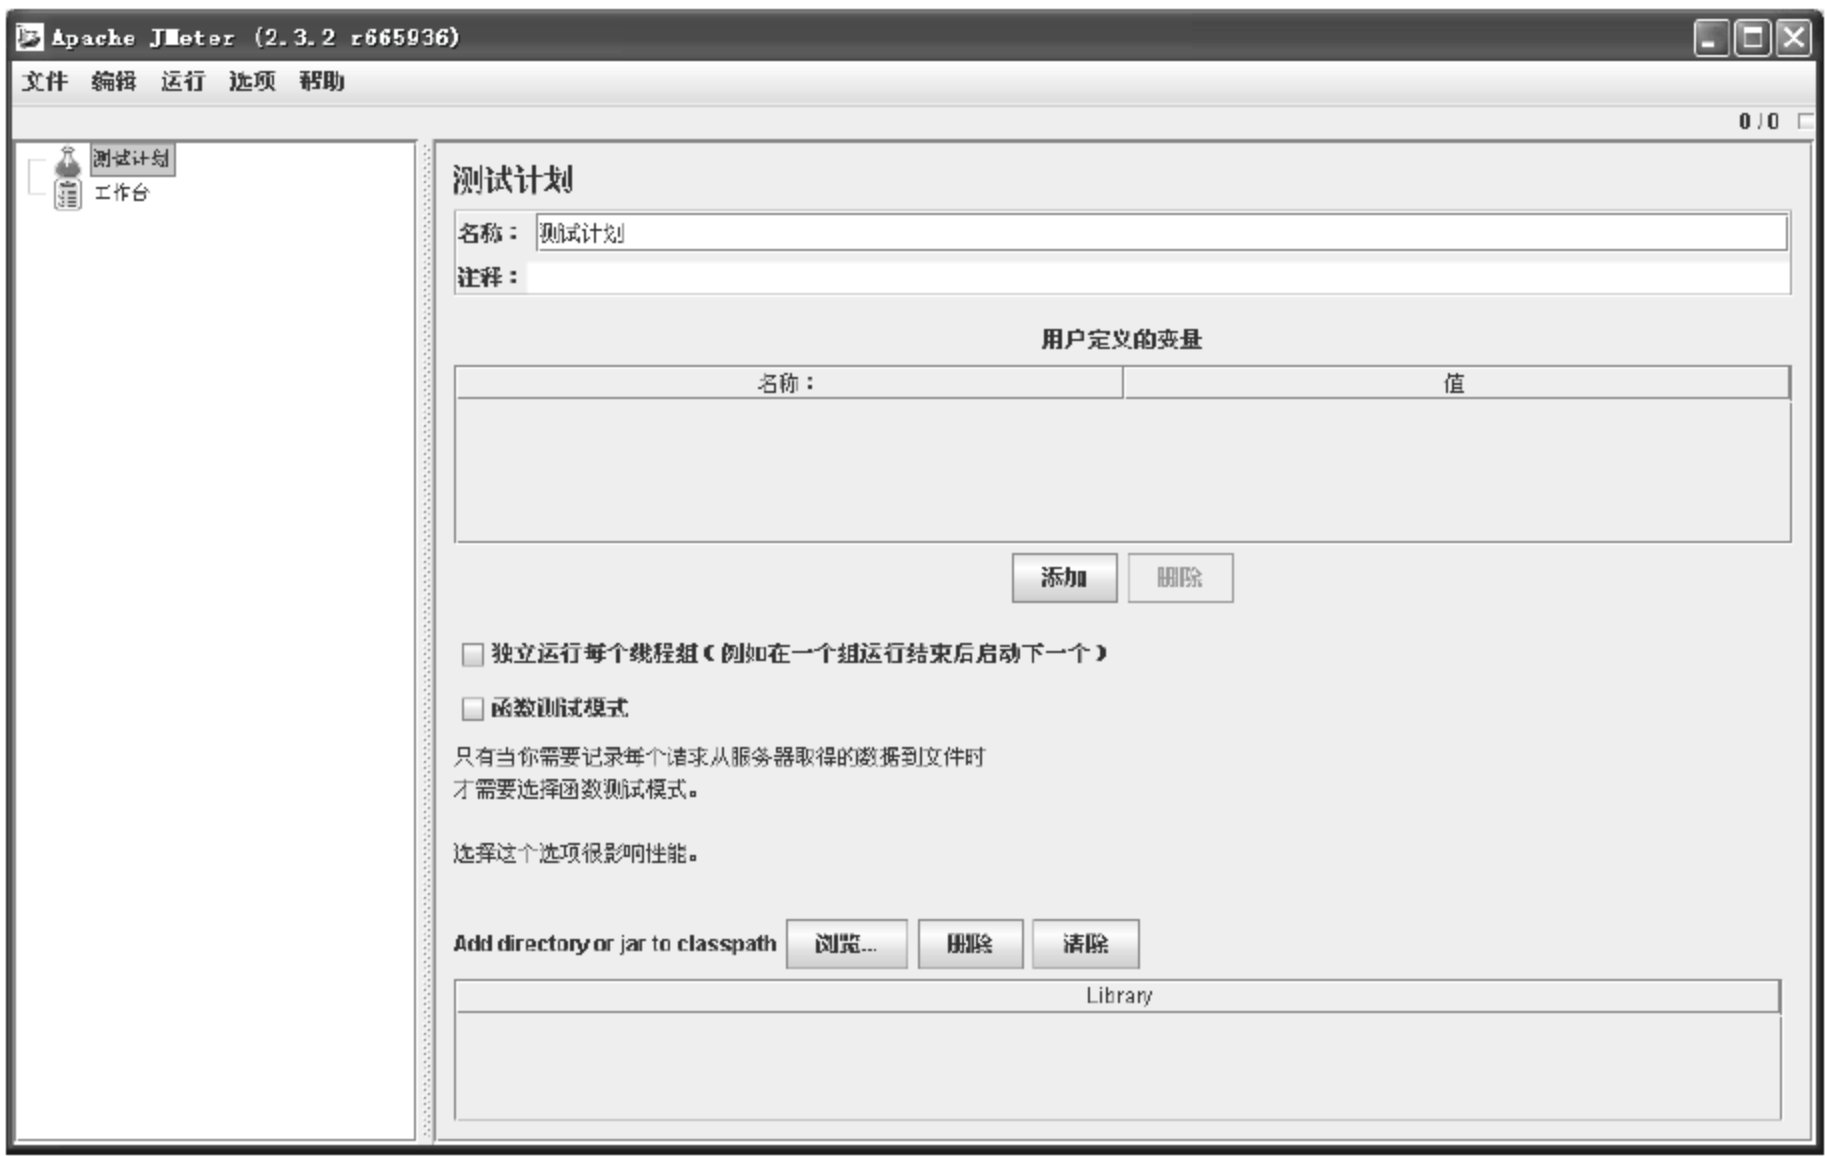 Apache JMeter (2.3.2 r665936)
文件 编辑 运行 选项 帮助
0 / 0
测试计划
工作台
测试计划
名称： 测试计划
注释：
用户定义的变量
名称： 值
添加 删除
独立运行每个线程组（例如在一个组运行结束后启动下一个）
函数测试模式
只有当你需要记录每个请求从服务器取得的数据到文件时
才需要选择函数测试模式。
选择这个选项很影响性能。
Add directory or jar to classpath 浏览... 删除 清除
Library